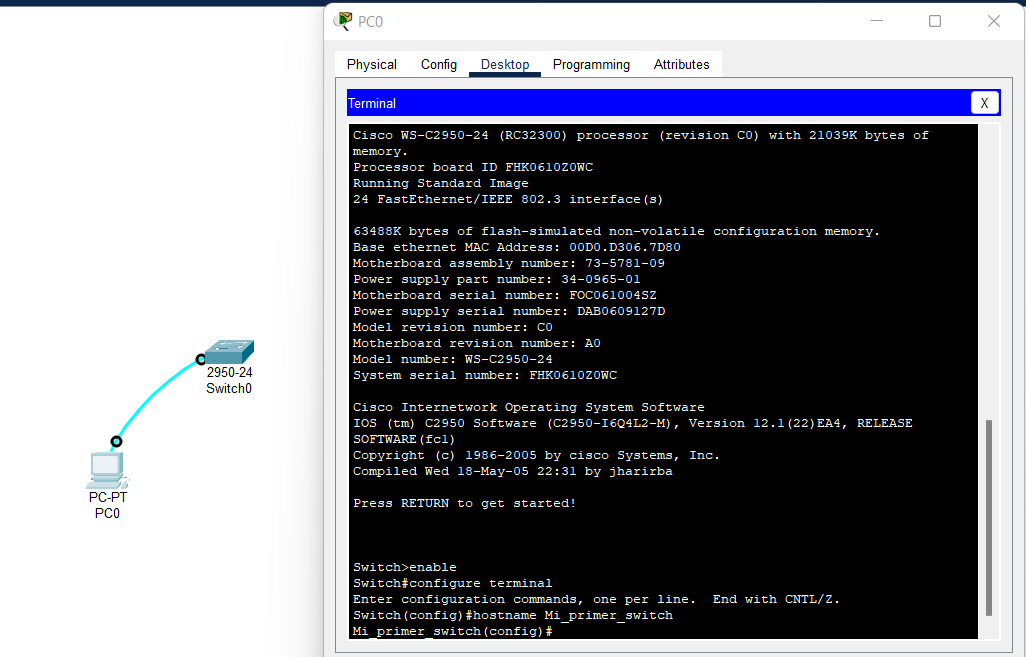 PC0
Physical Config Desktop Programming Attributes
Terminal X
Cisco WS-C2950-24 (RC32300) processor (revision C0) with 21039K bytes of
memory.
Processor board ID FHK0610Z0WC
Running Standard Image
24 FastEthernet/IEEE 802.3 interface(s)
63488K bytes of flash-simulated non-volatile configuration memory.
Base ethernet MAC Address: 00D0.D306.7D80
Motherboard assembly number: 73-5781-09
Power supply part number: 34-0965-01
Motherboard serial number: FOC061004SZ
Power supply serial number: DAB0609127D
Model revision number: C0
Motherboard revision number: A0
Model number: WS-C2950-24
System serial number: FHK0610Z0WC
Cisco Internetwork Operating System Software
IOS (tm) C2950 Software (C2950-I6Q4L2-M), Version 12.1(22)EA4, RELEASE
SOFTWARE(fc1)
Copyright (c) 1986-2005 by cisco Systems, Inc.
Compiled Wed 18-May-05 22:31 by jharirba
Press RETURN to get started!
Switch>enable
Switch#configure terminal
Enter configuration commands, one per line.  End with CNTL/Z.
Switch(config)#hostname Mi_primer_switch
Mi_primer_switch(config)#
2950-24
Switch0
PC-PT
PC0